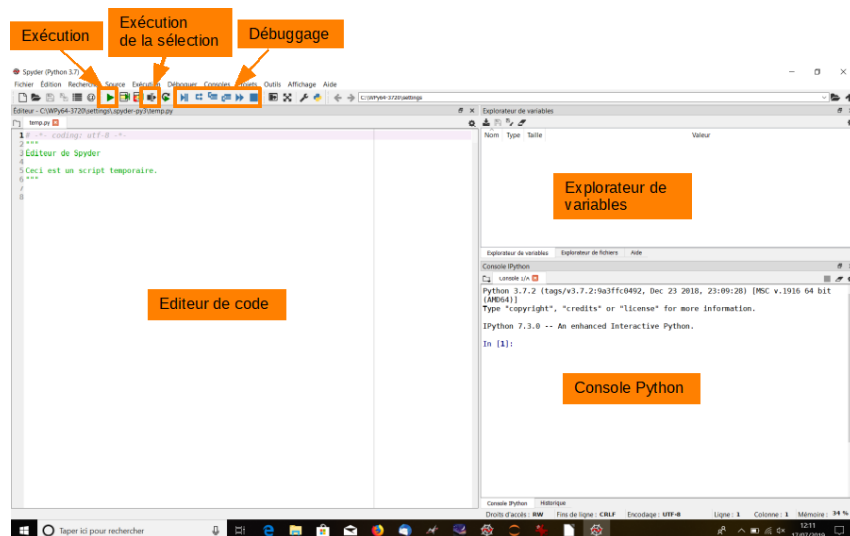 Exécution
Exécution
de la sélection
Débuggage
Spyder (Python 3.7)
Fichier Édition Recherche Source Exécution Déboguer Consoles Projets Outils Affichage Aide
C:\WPy64-3720\settings
Éditeur - C:\WPy64-3720\settings\.spyder-py3\temp.py
temp.py
1 # -*- coding: utf-8 -*-
2 """
3 Éditeur de Spyder
4
5 Ceci est un script temporaire.
6 """
7
8
Editeur de code
Explorateur de variables
Nom Type Taille Valeur
Explorateur de
variables
Explorateur de variables Explorateur de fichiers Aide
Console IPython
Console 1/A
Python 3.7.2 (tags/v3.7.2:9a3ffc0492, Dec 23 2018, 23:09:28) [MSC v.1916 64 bit
(AMD64)]
Type "copyright", "credits" or "license" for more information.
IPython 7.3.0 -- An enhanced Interactive Python.
In [1]:
Console Python
Console IPython Historique
Droits d'accès : RW Fins de ligne : CRLF Encodage : UTF-8 Ligne : 1 Colonne : 1 Mémoire : 34 %
Taper ici pour rechercher
12:11
17/07/2019